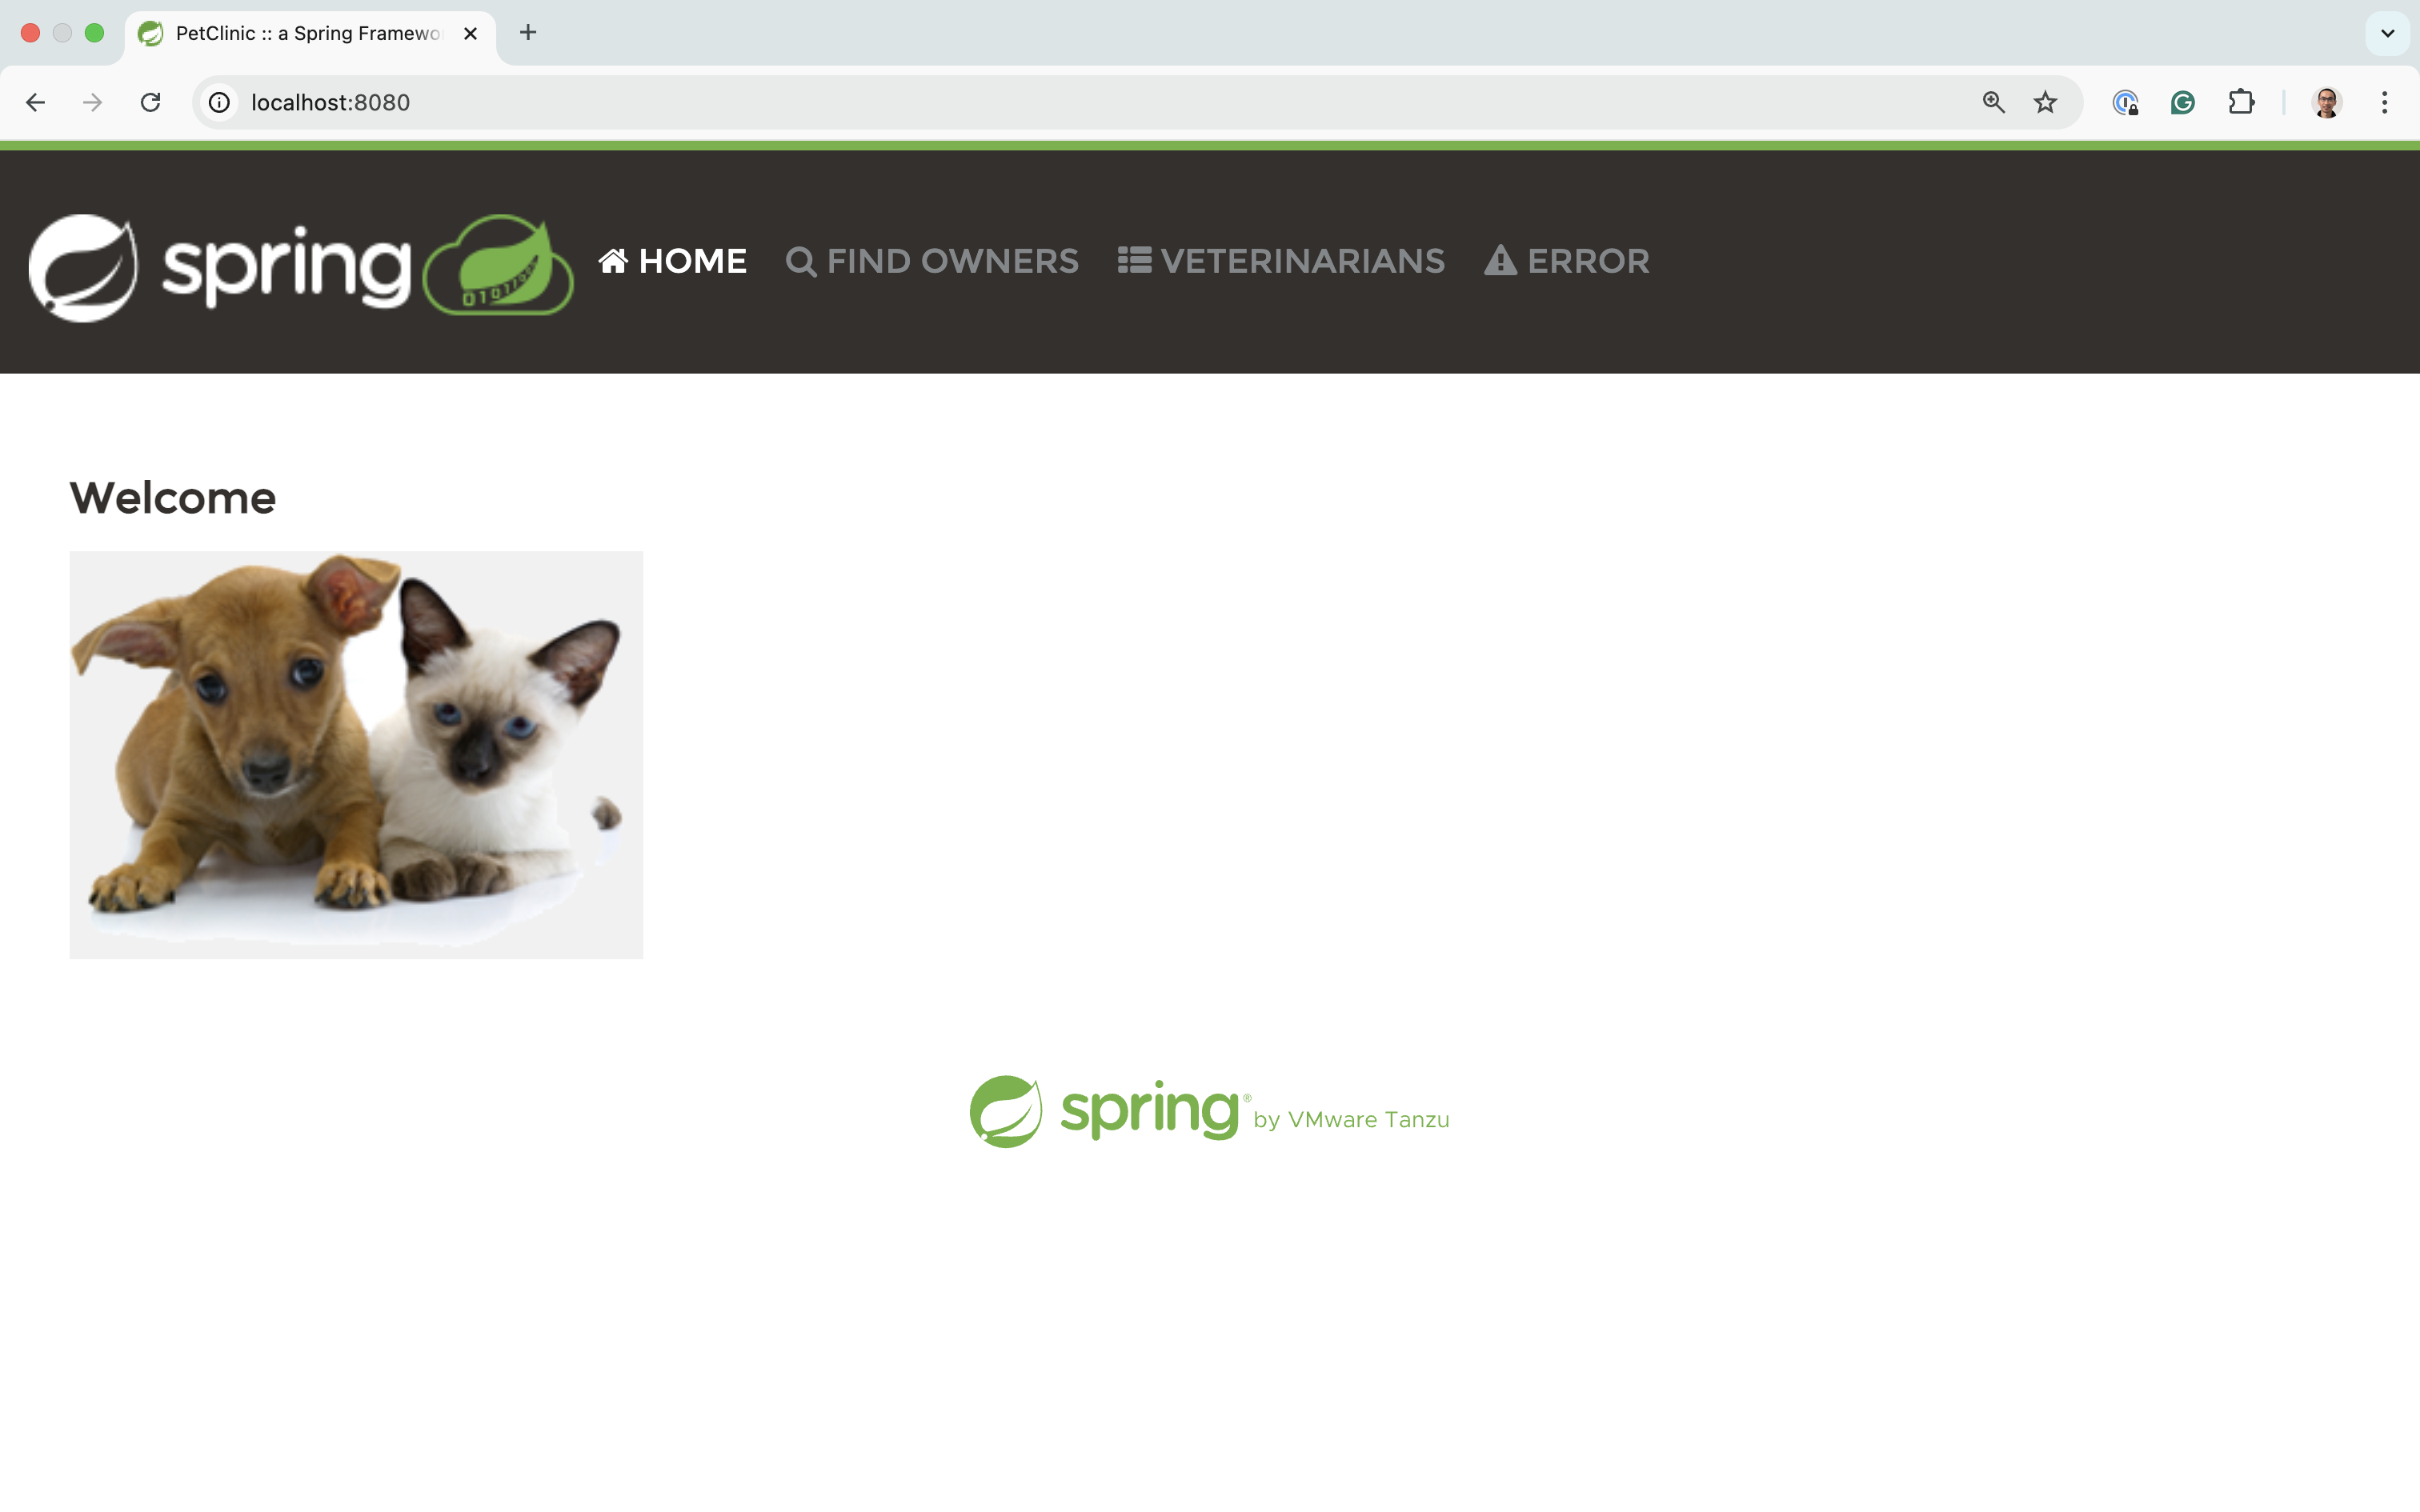 PetClinic :: a Spring Framewo
localhost:8080
spring
HOME
FIND OWNERS
VETERINARIANS
ERROR
Welcome
spring® by VMware Tanzu